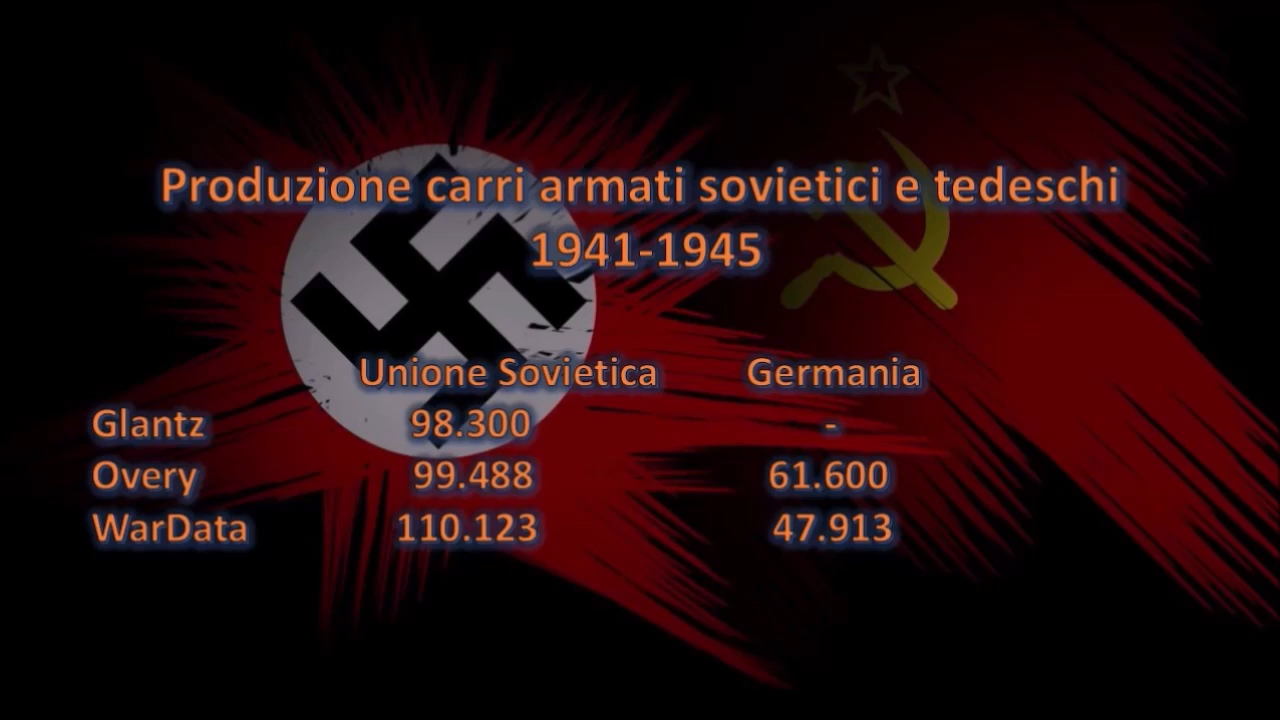 Produzione carri armati sovietici e tedeschi
1941-1945
Unione Sovietica Germania
Glantz 98.300 -
Overy 99.488 61.600
WarData 110.123 47.913